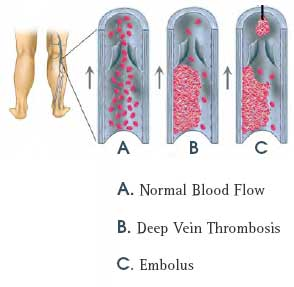 A B C
A. Normal Blood Flow
B. Deep Vein Thrombosis
C. Embolus